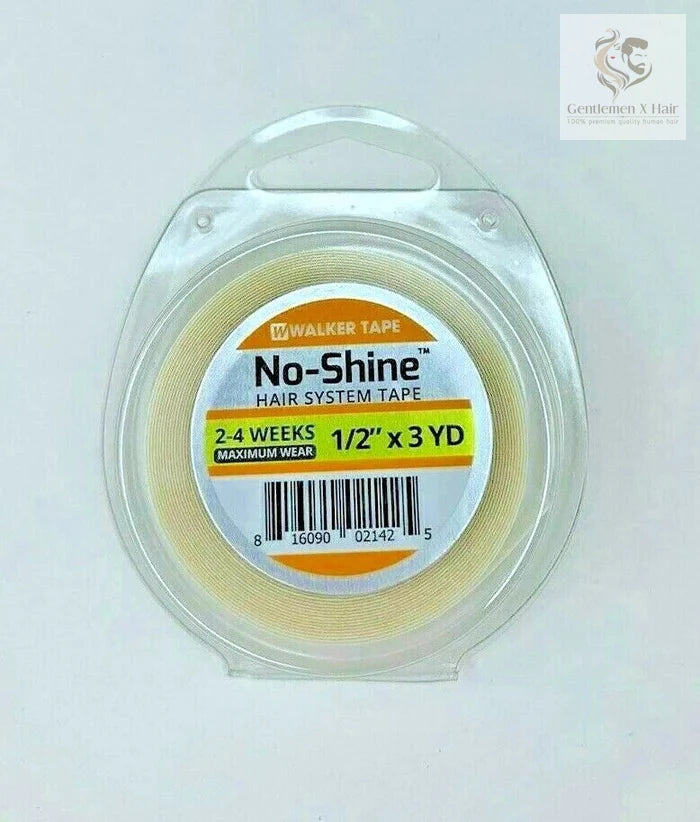 Gentlemen X Hair
100% premium quality human hair
W WALKER TAPE
No-Shine™
HAIR SYSTEM TAPE
2-4 WEEKS
MAXIMUM WEAR
1/2" x 3 YD
8 16090 02142 5